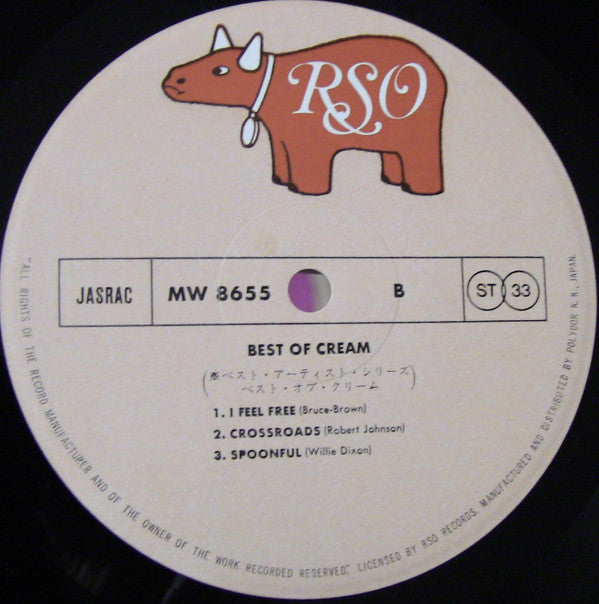 RSO
JASRAC MW 8655 B ST 33
BEST OF CREAM
(※ベスト・アーティスト・シリーズ
ベスト・オブ・クリーム)
1. I FEEL FREE (Bruce-Brown)
2. CROSSROADS (Robert Johnson)
3. SPOONFUL (Willie Dixon)
"ALL RIGHTS OF THE RECORD MANUFACTURER AND OF THE OWNER OF THE WORK RECORDED RESERVED". LICENSED BY RSO RECORDS. MANUFACTURED AND DISTRIBUTED BY POLYDOR K.K., JAPAN.